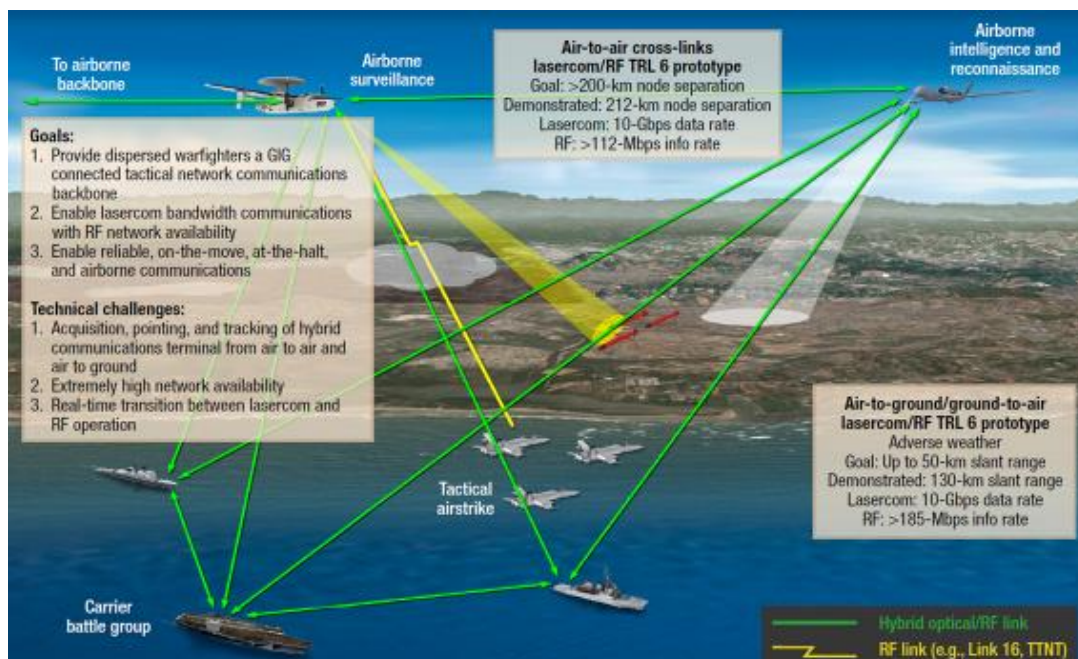 To airborne
backbone
Airborne
surveillance
Air-to-air cross-links
lasercom/RF TRL 6 prototype
Goal: >200-km node separation
Demonstrated: 212-km node separation
Lasercom: 10-Gbps data rate
RF: >112-Mbps info rate
Airborne
intelligence and
reconnaissance
Goals:
1. Provide dispersed warfighters a GIG
connected tactical network communications
backbone
2. Enable lasercom bandwidth communications
with RF network availability
3. Enable reliable, on-the-move, at-the-halt,
and airborne communications
Technical challenges:
1. Acquisition, pointing, and tracking of hybrid
communications terminal from air to air and
air to ground
2. Extremely high network availability
3. Real-time transition between lasercom and
RF operation
Air-to-ground/ground-to-air
lasercom/RF TRL 6 prototype
Adverse weather
Goal: Up to 50-km slant range
Demonstrated: 130-km slant range
Lasercom: 10-Gbps data rate
RF: >185-Mbps info rate
Tactical
airstrike
Carrier
battle group
Hybrid optical/RF link
RF link (e.g., Link 16, TTNT)